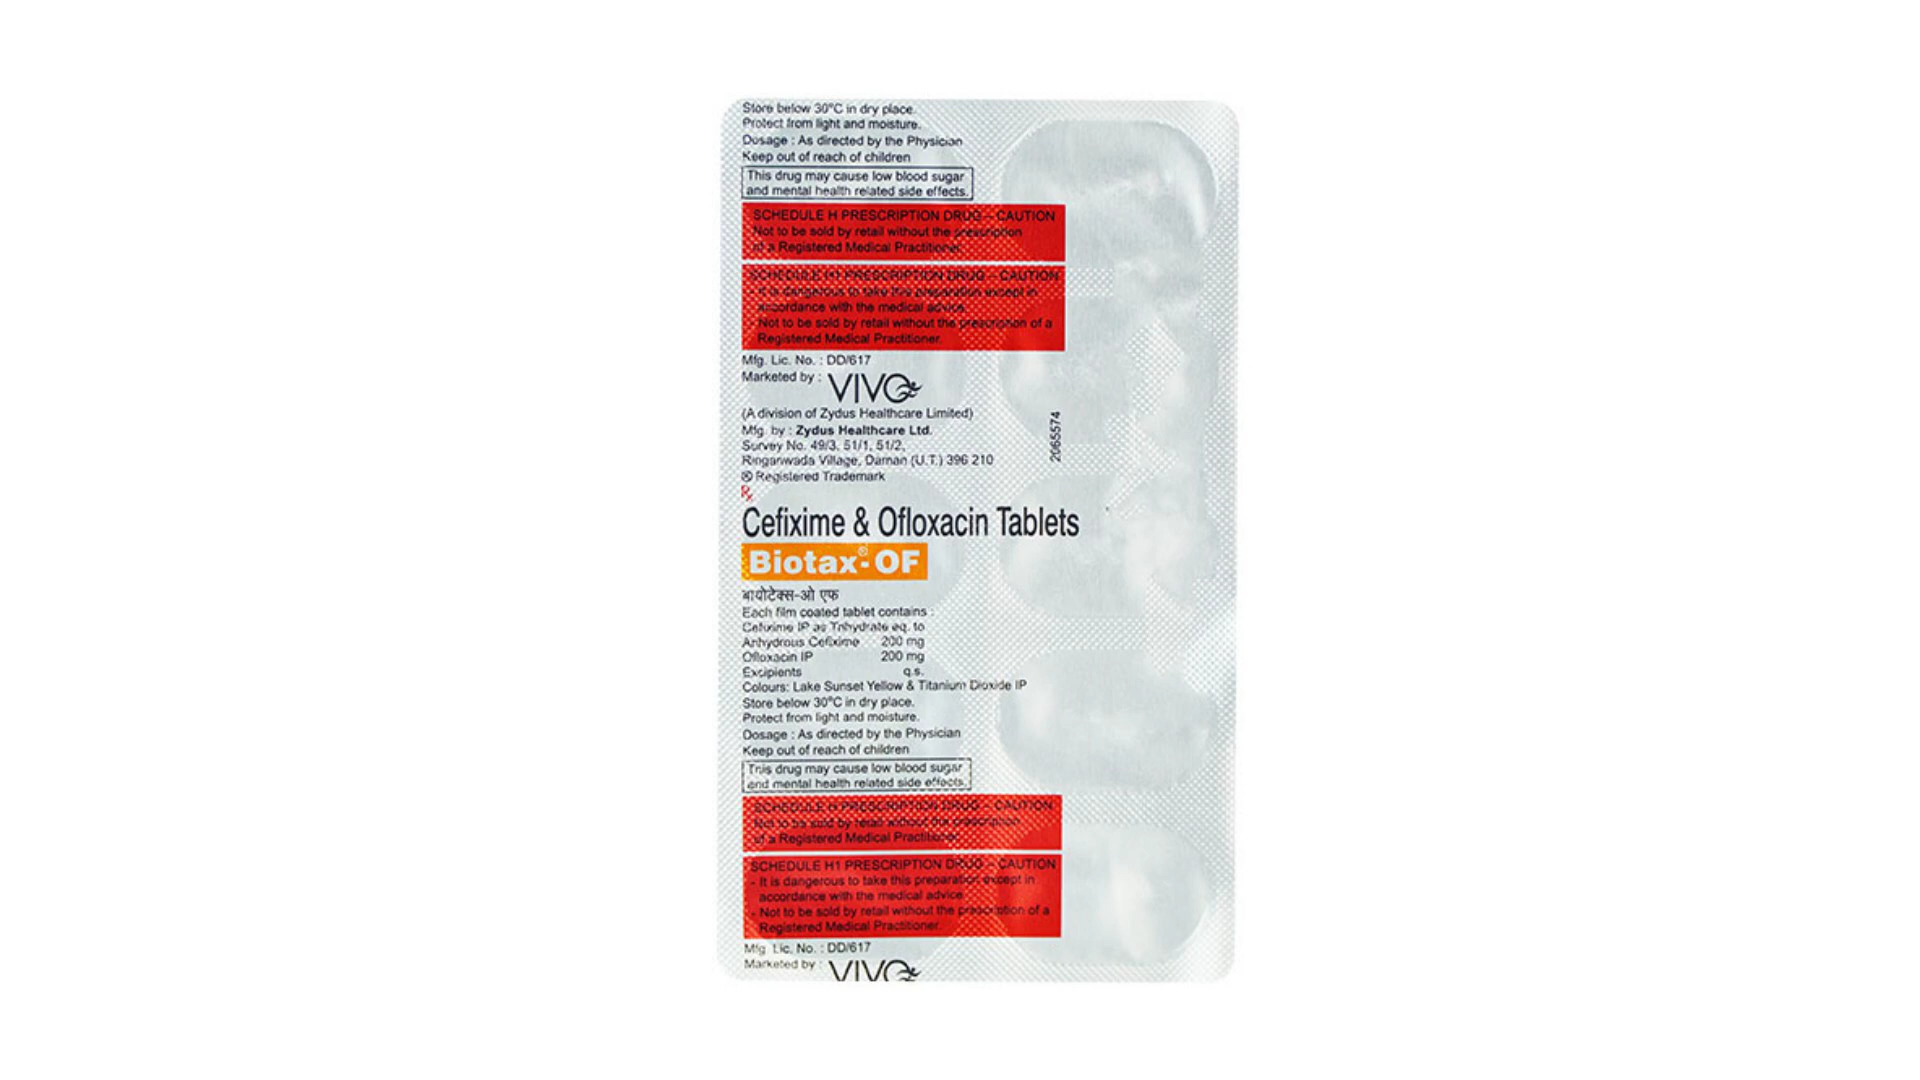 Store below 30°C in dry place.
Protect from light and moisture.
Dosage : As directed by the Physician
Keep out of reach of children
This drug may cause low blood sugar
and mental health related side effects.
SCHEDULE H PRESCRIPTION DRUG – CAUTION
Not to be sold by retail without the prescription
of a Registered Medical Practitioner.
SCHEDULE H1 PRESCRIPTION DRUG – CAUTION
- It is dangerous to take this preparation except in
accordance with the medical advice.
- Not to be sold by retail without the prescription of a
Registered Medical Practitioner.
Mfg. Lic. No. : DD/617
Marketed by : VIVO
(A division of Zydus Healthcare Limited)
Mfg. by : Zydus Healthcare Ltd.
Survey No. 49/3, 51/1, 51/2,
Ringanwada Village, Daman (U.T.) 396 210
® Registered Trademark
2065574
Rx
Cefixime & Ofloxacin Tablets
Biotax®-OF
बायोटेक्स-ओ एफ
Each film coated tablet contains :
Cefixime IP as Trihydrate eq. to
Anhydrous Cefixime 200 mg
Ofloxacin IP 200 mg
Excipients q.s.
Colours: Lake Sunset Yellow & Titanium Dioxide IP
Store below 30°C in dry place.
Protect from light and moisture.
Dosage : As directed by the Physician
Keep out of reach of children
This drug may cause low blood sugar
and mental health related side effects.
SCHEDULE H PRESCRIPTION DRUG – CAUTION
Not to be sold by retail without the prescription
of a Registered Medical Practitioner.
SCHEDULE H1 PRESCRIPTION DRUG – CAUTION
- It is dangerous to take this preparation except in
accordance with the medical advice.
- Not to be sold by retail without the prescription of a
Registered Medical Practitioner.
Mfg. Lic. No. : DD/617
Marketed by : VIVO